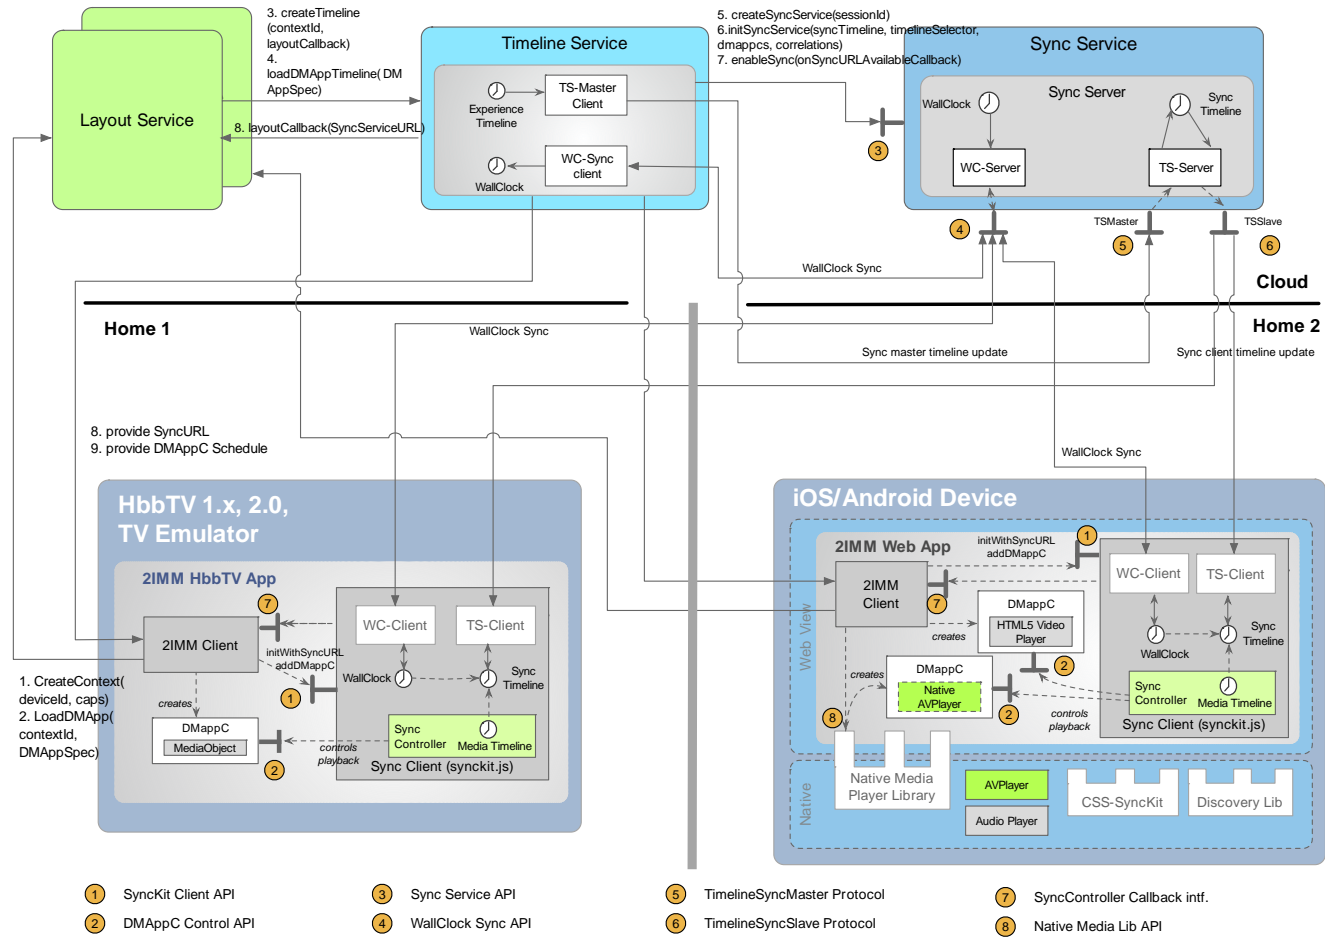 3. createTimeline
(contextId,
layoutCallback)
4.
loadDMAppTimeline( DM
AppSpec)
5. createSyncService(sessionId)
6.initSyncService(syncTimeline, timelineSelector,
dmappcs, correlations)
7. enableSync(onSyncURLAvailableCallback)
Layout Service
8. layoutCallback(SyncServiceURL)
Timeline Service
Experience
Timeline
TS-Master
Client
WallClock
WC-Sync
client
3
Sync Service
Sync Server
WallClock
Sync
Timeline
WC-Server
TS-Server
4
TSMaster
5
TSSlave
6
WallClock Sync
Cloud
Home 1
Home 2
WallClock Sync
Sync master timeline update
Sync client timeline update
8. provide SyncURL
9. provide DMAppC Schedule
WallClock Sync
HbbTV 1.x, 2.0,
TV Emulator
2IMM HbbTV App
7
2IMM Client
initWithSyncURL
addDMappC
1
WC-Client
TS-Client
WallClock
Sync
Timeline
1. CreateContext(
deviceId, caps)
2. LoadDMApp(
contextId,
DMAppSpec)
creates
DMappC
MediaObject
2
controls
playback
Sync
Controller
Media Timeline
Sync Client (synckit.js)
iOS/Android Device
2IMM Web App
initWithSyncURL
addDMappC
1
2IMM
Client
7
WC-Client
TS-Client
Web View
creates
DMappC
HTML5 Video
Player
2
WallClock
Sync
Timeline
creates
DMappC
Native
AVPlayer
2
8
controls
playback
Sync
Controller
Media Timeline
Sync Client (synckit.js)
Native
Native Media
Player Library
AVPlayer
Audio Player
CSS-SyncKit
Discovery Lib
1 SyncKit Client API
2 DMAppC Control API
3 Sync Service API
4 WallClock Sync API
5 TimelineSyncMaster Protocol
6 TimelineSyncSlave Protocol
7 SyncController Callback intf.
8 Native Media Lib API